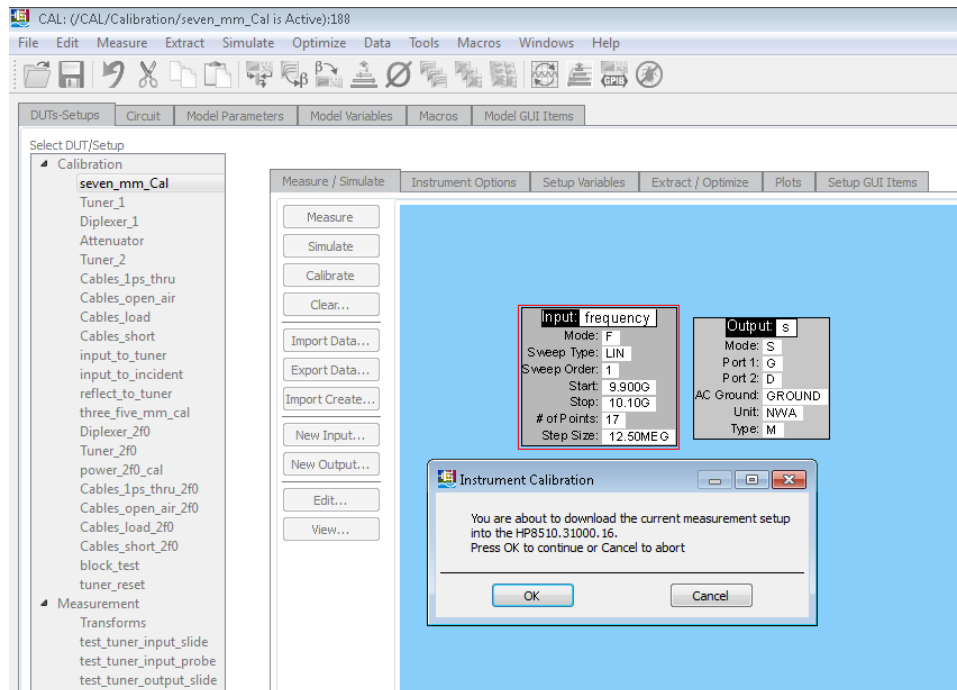 CAL: (/CAL/Calibration/seven_mm_Cal is Active):188
File Edit Measure Extract Simulate Optimize Data Tools Macros Windows Help
GPIB
DUTs-Setups Circuit Model Parameters Model Variables Macros Model GUI Items
Select DUT/Setup
Calibration
seven_mm_Cal
Tuner_1
Diplexer_1
Attenuator
Tuner_2
Cables_1ps_thru
Cables_open_air
Cables_load
Cables_short
input_to_tuner
input_to_incident
reflect_to_tuner
three_five_mm_cal
Diplexer_2f0
Tuner_2f0
power_2f0_cal
Cables_1ps_thru_2f0
Cables_open_air_2f0
Cables_load_2f0
Cables_short_2f0
block_test
tuner_reset
Measurement
Transforms
test_tuner_input_slide
test_tuner_input_probe
test_tuner_output_slide
Measure / Simulate Instrument Options Setup Variables Extract / Optimize Plots Setup GUI Items
Measure
Simulate
Calibrate
Clear...
Import Data...
Export Data...
Import Create...
New Input...
New Output...
Edit...
View...
Input: frequency
Mode: F
Sweep Type: LIN
Sweep Order: 1
Start: 9.900G
Stop: 10.10G
# of Points: 17
Step Size: 12.50MEG
Output: s
Mode: S
Port 1: G
Port 2: D
AC Ground: GROUND
Unit: NWA
Type: M
Instrument Calibration
You are about to download the current measurement setup
into the HP8510.31000.16.
Press OK to continue or Cancel to abort
OK Cancel